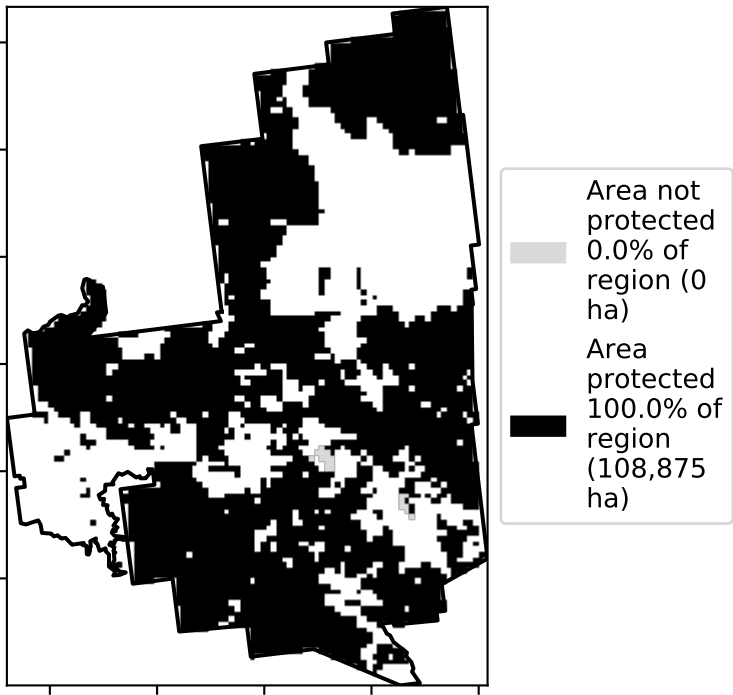 Area not
protected
0.0% of
region (0
ha)
Area
protected
100.0% of
region
(108,875
ha)